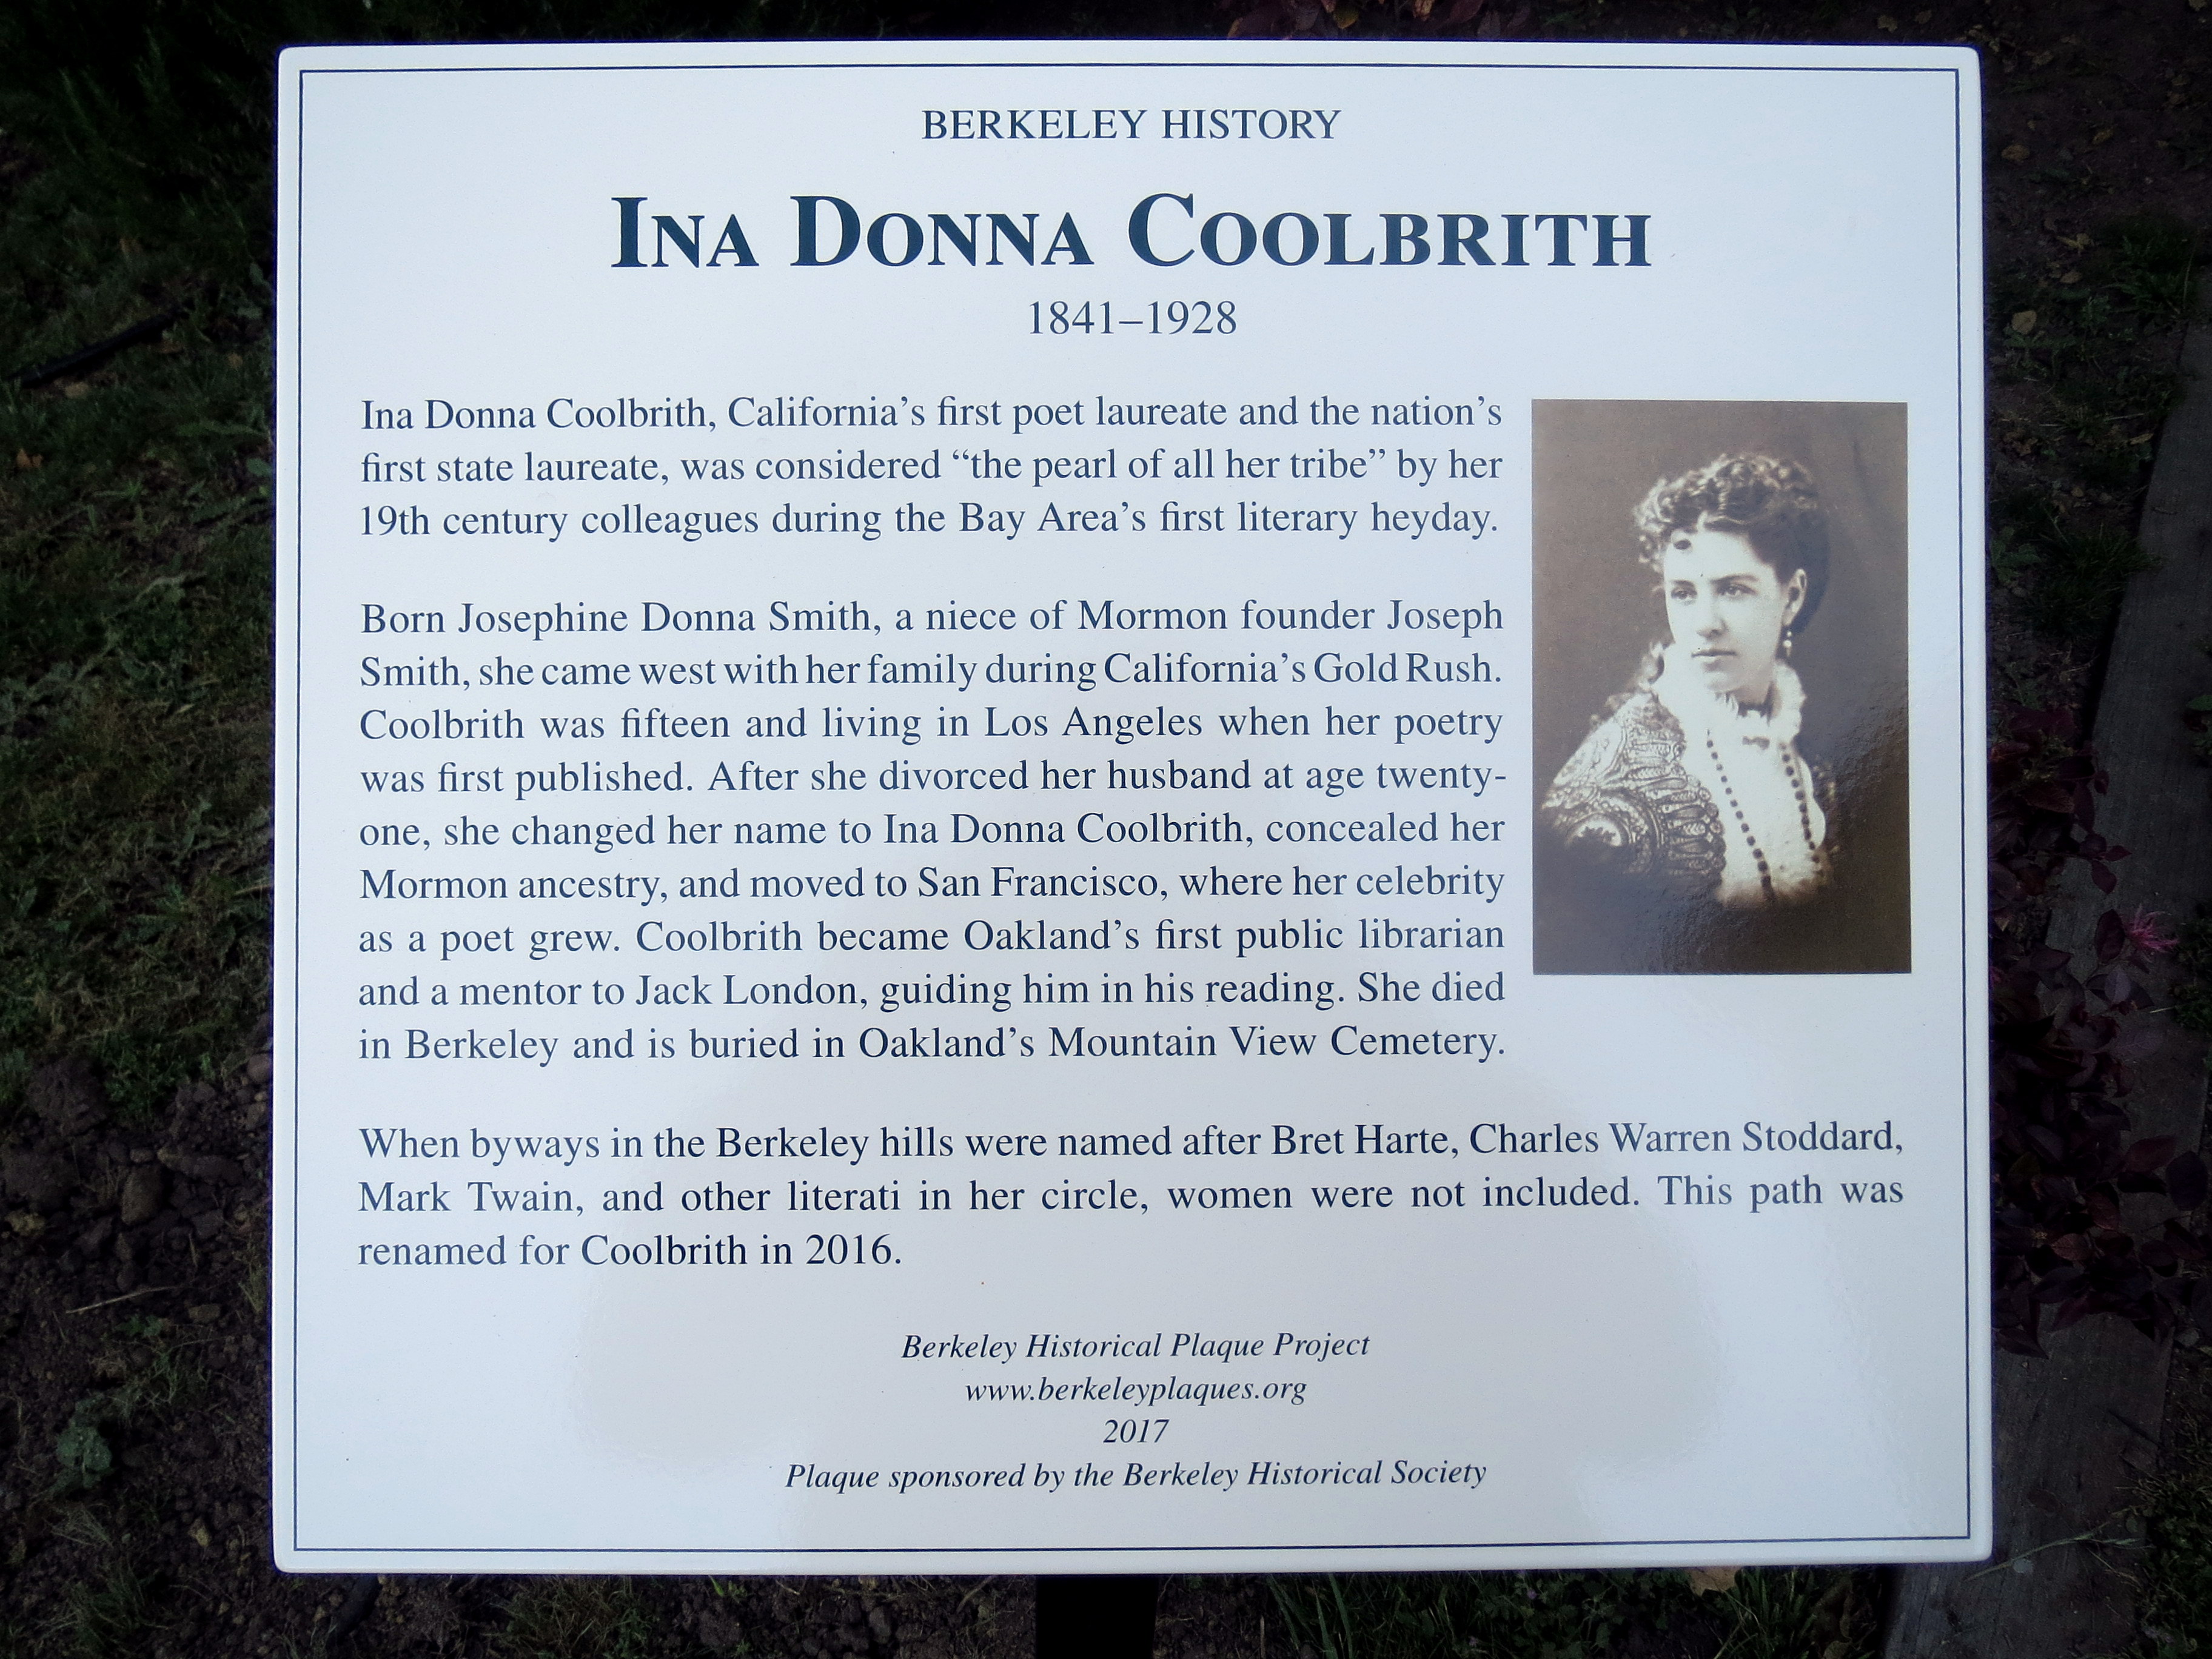 BERKELEY HISTORY
INA DONNA COOLBRITH
1841–1928
Ina Donna Coolbrith, California’s first poet laureate and the nation’s
first state laureate, was considered “the pearl of all her tribe” by her
19th century colleagues during the Bay Area’s first literary heyday.
Born Josephine Donna Smith, a niece of Mormon founder Joseph
Smith, she came west with her family during California’s Gold Rush.
Coolbrith was fifteen and living in Los Angeles when her poetry
was first published. After she divorced her husband at age twenty-
one, she changed her name to Ina Donna Coolbrith, concealed her
Mormon ancestry, and moved to San Francisco, where her celebrity
as a poet grew. Coolbrith became Oakland’s first public librarian
and a mentor to Jack London, guiding him in his reading. She died
in Berkeley and is buried in Oakland’s Mountain View Cemetery.
When byways in the Berkeley hills were named after Bret Harte, Charles Warren Stoddard,
Mark Twain, and other literati in her circle, women were not included. This path was
renamed for Coolbrith in 2016.
Berkeley Historical Plaque Project
www.berkeleyplaques.org
2017
Plaque sponsored by the Berkeley Historical Society